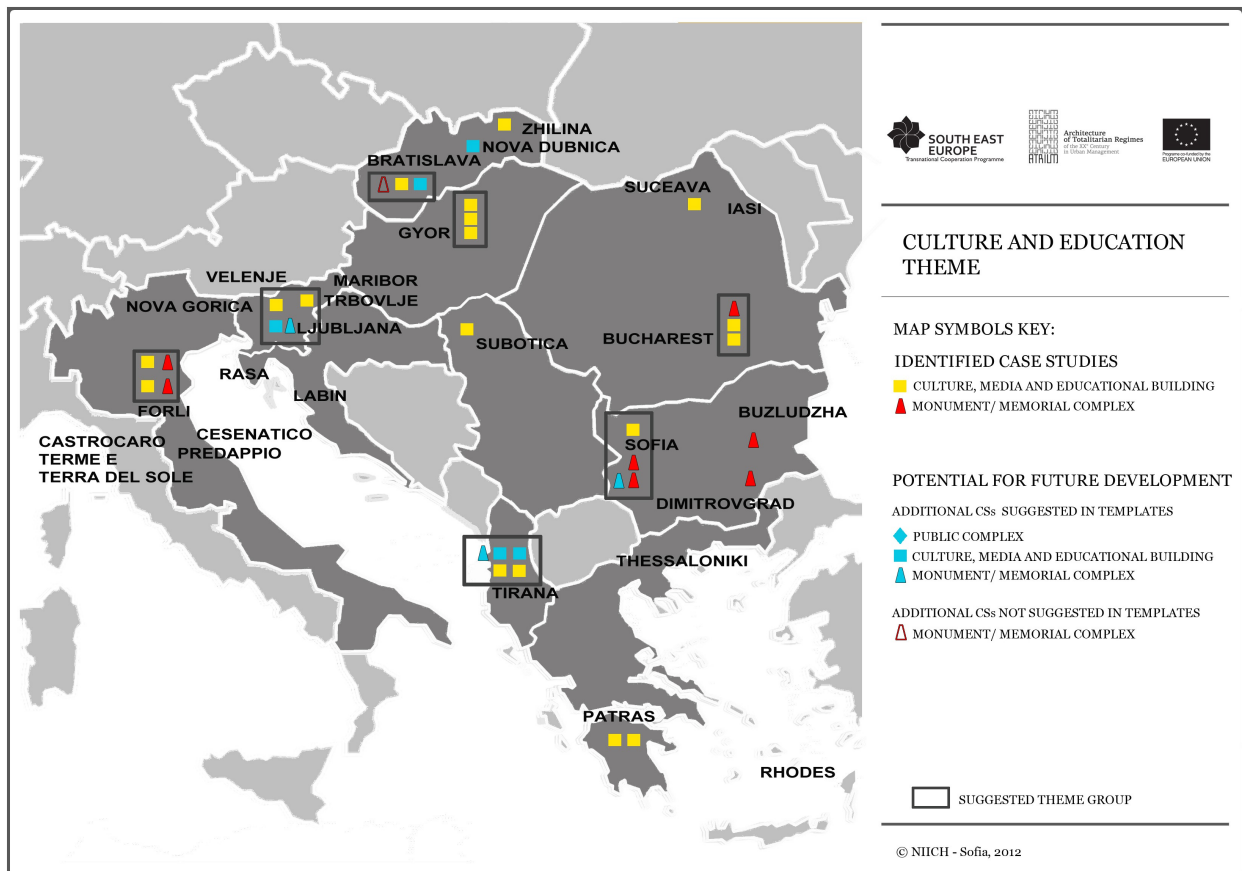 ZHILINA
NOVA DUBNICA
BRATISLAVA
SUCEAVA
IASI
GYOR
VELENJE
MARIBOR
NOVA GORICA
TRBOVLJE
LJUBLJANA
SUBOTICA
BUCHAREST
RASA
LABIN
FORLI
CASTROCARO
TERME E
TERRA DEL SOLE
CESENATICO
PREDAPPIO
BUZLUDZHA
SOFIA
DIMITROVGRAD
THESSALONIKI
TIRANA
PATRAS
RHODES
SOUTH EAST
EUROPE
Transnational Cooperation Programme
ATRIUM
Architecture
of Totalitarian Regimes
of the XX° Century
in Urban Management
Programme co-funded by the
EUROPEAN UNION
CULTURE AND EDUCATION
THEME
MAP SYMBOLS KEY:
IDENTIFIED CASE STUDIES
CULTURE, MEDIA AND EDUCATIONAL BUILDING
MONUMENT/ MEMORIAL COMPLEX
POTENTIAL FOR FUTURE DEVELOPMENT
ADDITIONAL CSs SUGGESTED IN TEMPLATES
PUBLIC COMPLEX
CULTURE, MEDIA AND EDUCATIONAL BUILDING
MONUMENT/ MEMORIAL COMPLEX
ADDITIONAL CSs NOT SUGGESTED IN TEMPLATES
MONUMENT/ MEMORIAL COMPLEX
SUGGESTED THEME GROUP
© NIICH - Sofia, 2012